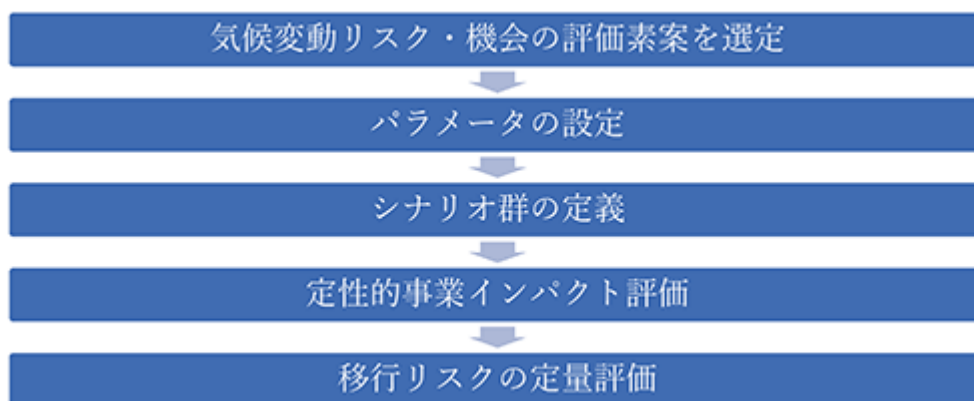 気候変動リスク・機会の評価素案を選定
パラメータの設定
シナリオ群の定義
定性的事業インパクト評価
移行リスクの定量評価